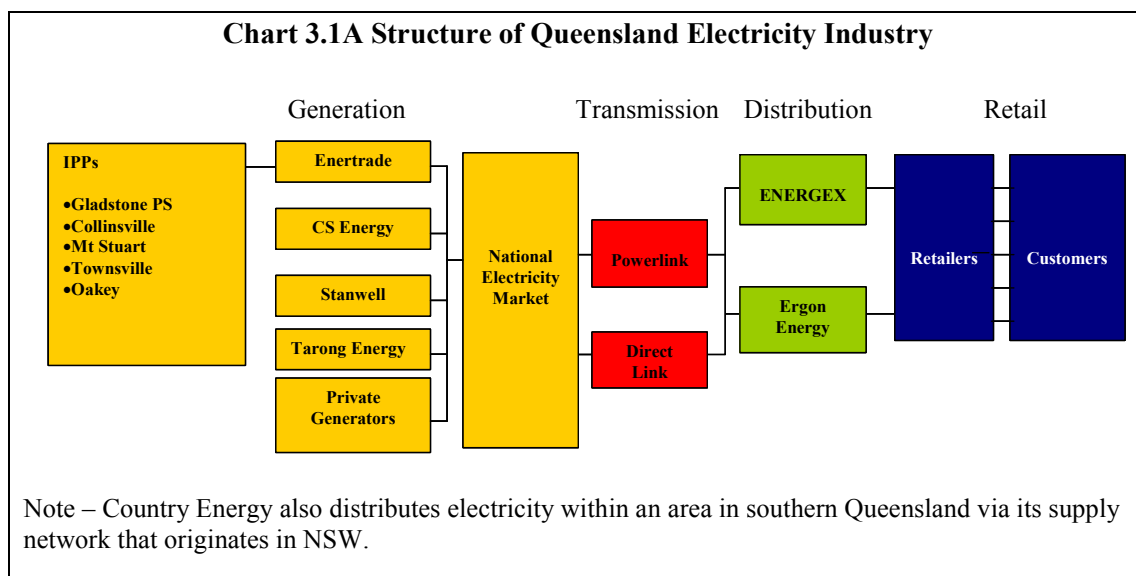 Chart 3.1A Structure of Queensland Electricity Industry
Generation
Transmission
Distribution
Retail
IPPs
•Gladstone PS
•Collinsville
•Mt Stuart
•Townsville
•Oakey
Enertrade
CS Energy
Stanwell
Tarong Energy
Private
Generators
National
Electricity
Market
Powerlink
Direct
Link
ENERGEX
Ergon
Energy
Retailers
Customers
Note – Country Energy also distributes electricity within an area in southern Queensland via its supply
network that originates in NSW.